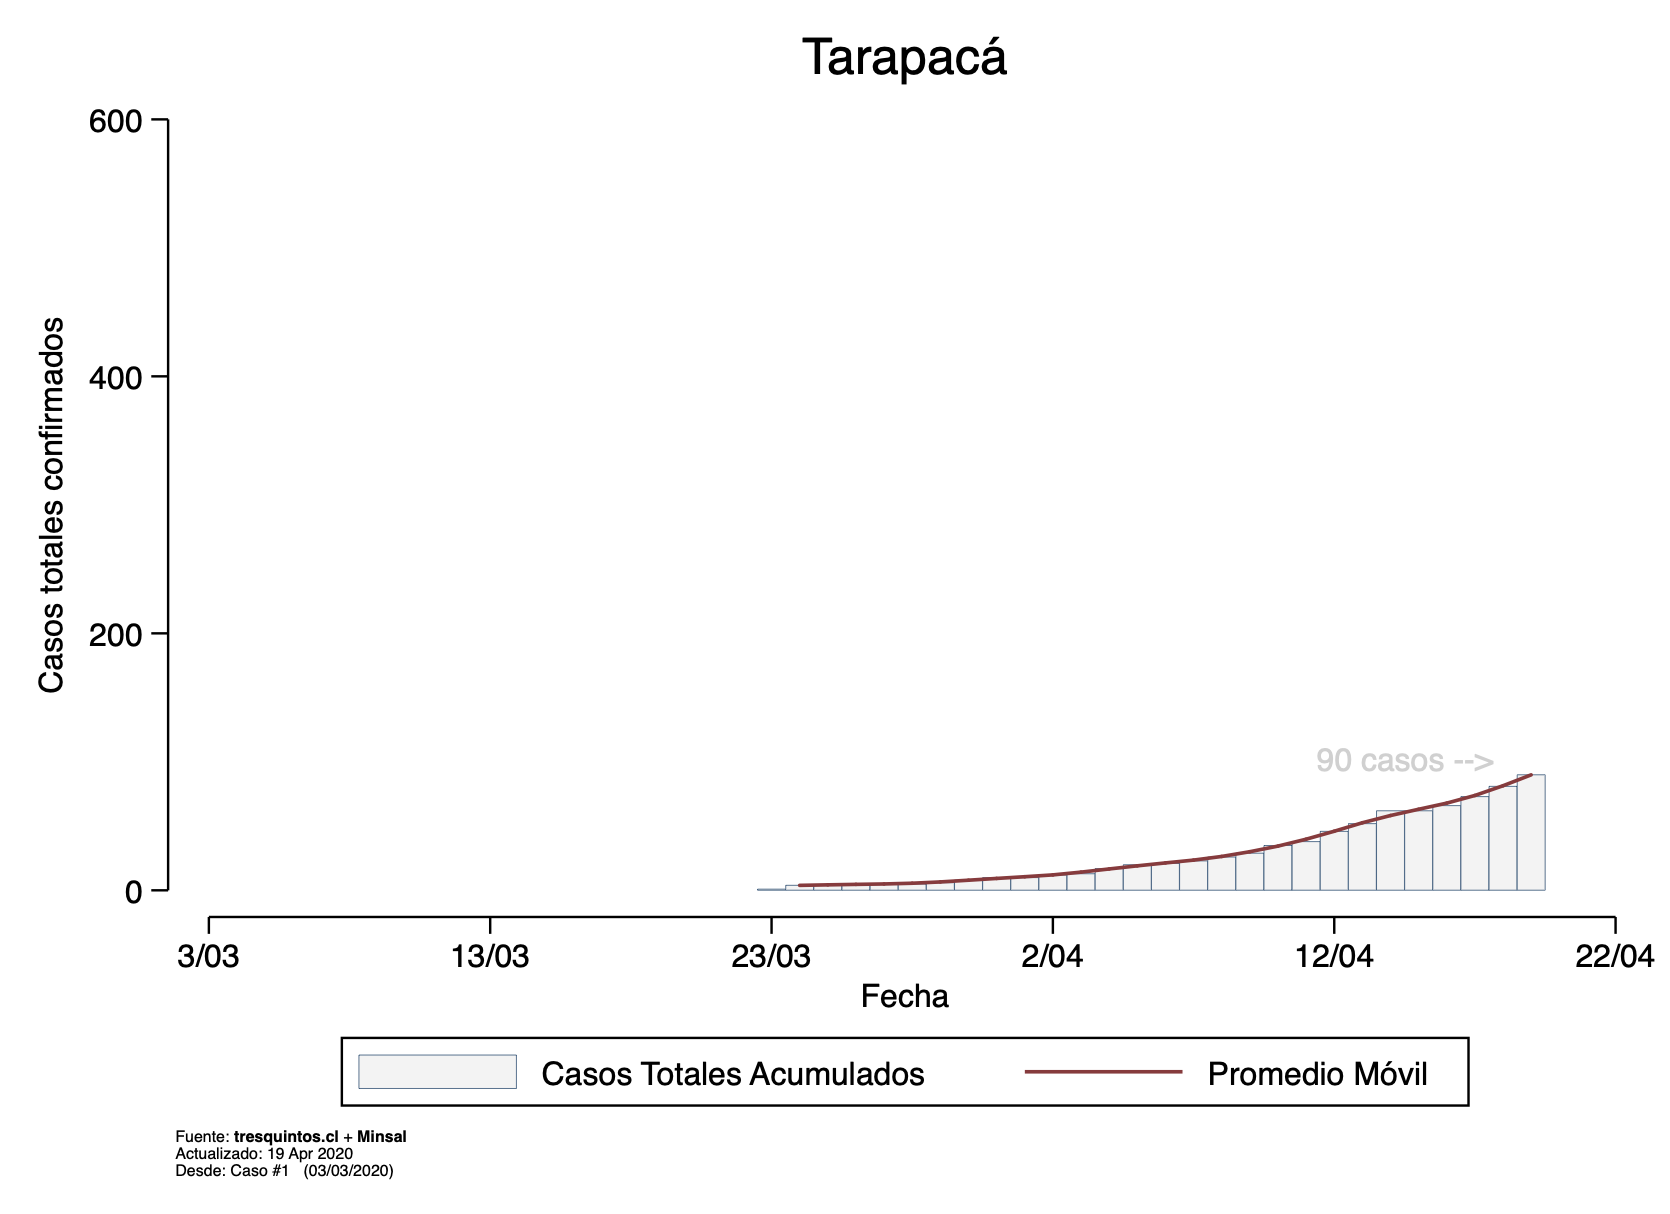 Tarapacá
600
400
200
0
Casos totales confirmados
90 casos -->
3/03 13/03 23/03 2/04 12/04 22/04
Fecha
Casos Totales Acumulados Promedio Móvil
Fuente: tresquintos.cl + Minsal
Actualizado: 19 Apr 2020
Desde: Caso #1 (03/03/2020)